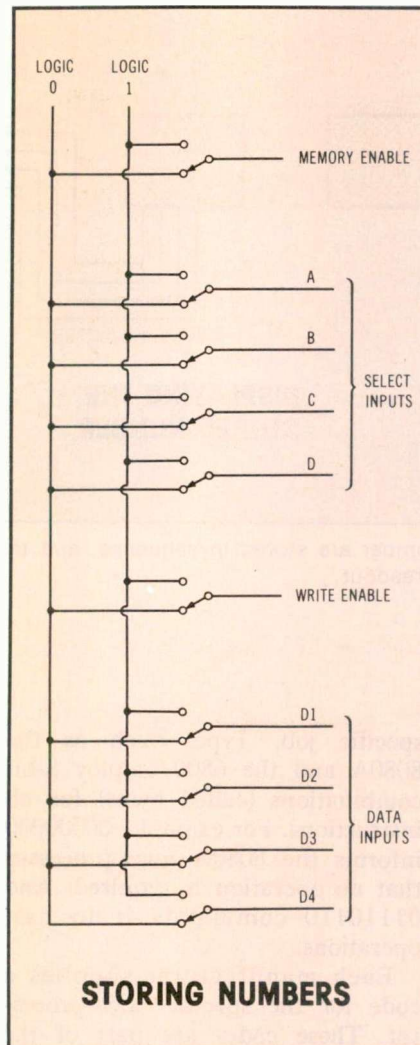 LOGIC LOGIC
0 1
MEMORY ENABLE
A
B
SELECT
INPUTS
C
D
WRITE ENABLE
D1
D2
DATA
INPUTS
D3
D4
STORING NUMBERS